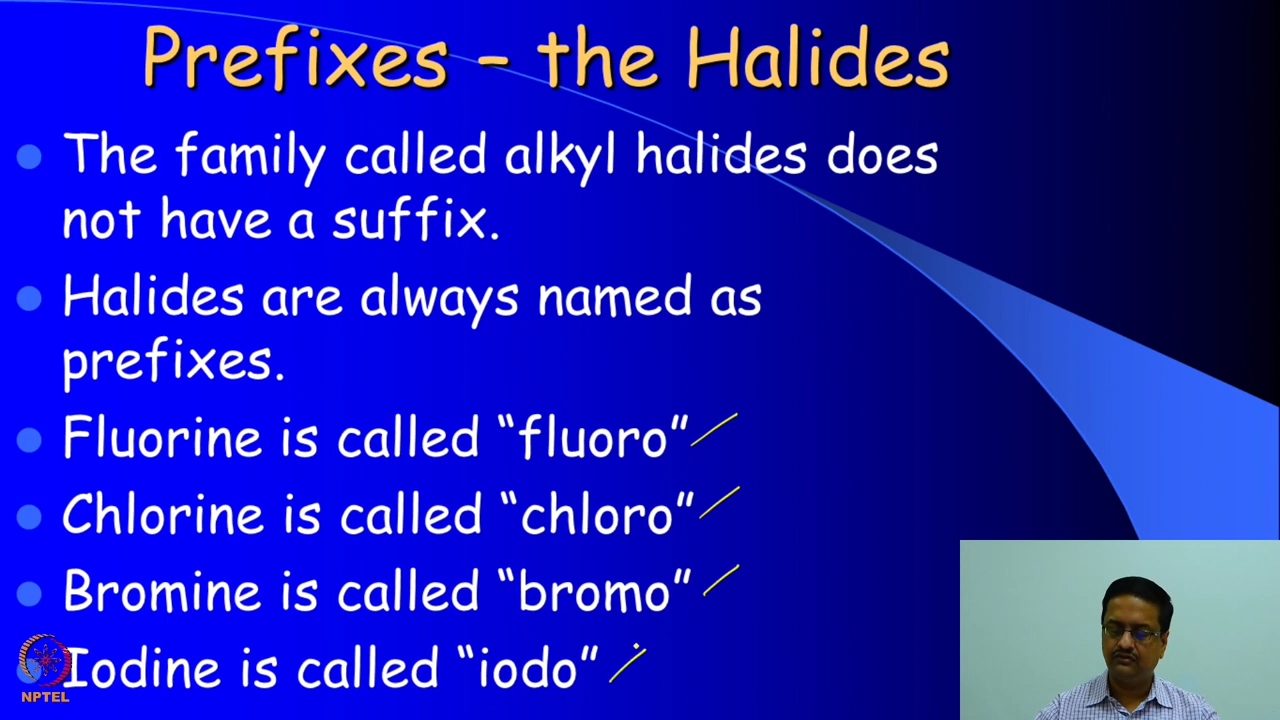 Prefixes – the Halides
The family called alkyl halides does
not have a suffix.
Halides are always named as
prefixes.
Fluorine is called “fluoro”
Chlorine is called “chloro”
Bromine is called “bromo”
Iodine is called “iodo”
NPTEL